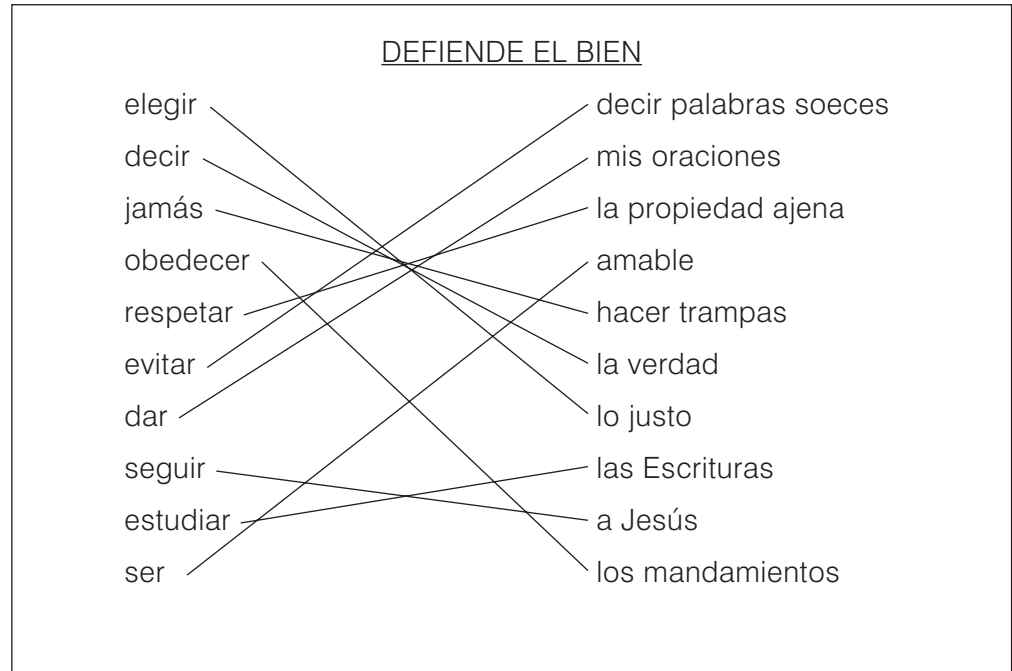 DEFIENDE EL BIEN
elegir decir palabras soeces
decir mis oraciones
jamás la propiedad ajena
obedecer amable
respetar hacer trampas
evitar la verdad
dar lo justo
seguir las Escrituras
estudiar a Jesús
ser los mandamientos